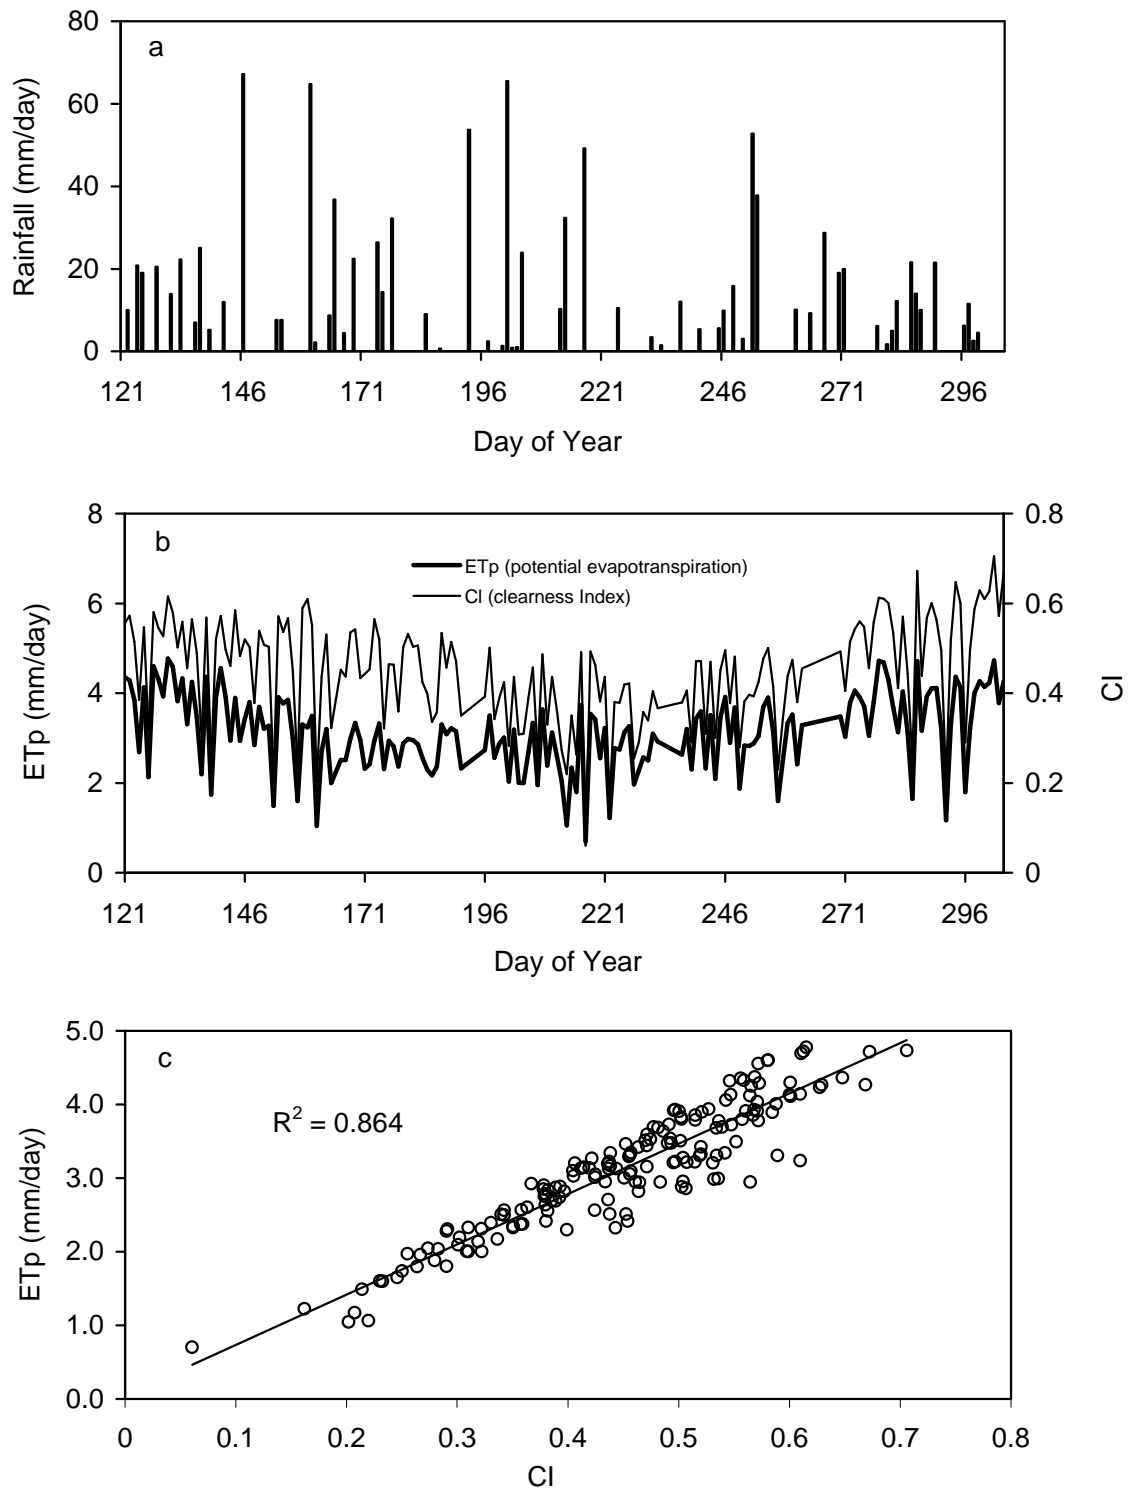 80
a
60
40
20
0
Rainfall (mm/day)
121 146 171 196 221 246 271 296
Day of Year
8 0.8
b
ETp (potential evapotranspiration)
CI (clearness Index)
6 0.6
4 0.4
2 0.2
0 0
ETp (mm/day)
CI
121 146 171 196 221 246 271 296
Day of Year
5.0
c
4.0
R² = 0.864
3.0
2.0
1.0
0.0
ETp (mm/day)
0 0.1 0.2 0.3 0.4 0.5 0.6 0.7 0.8
CI